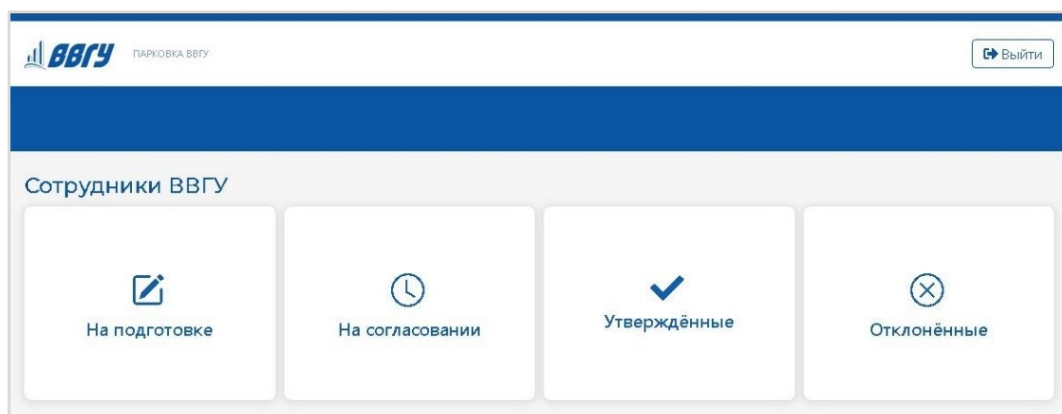 ВВГУ ПАРКОВКА ВВГУ Выйти
Сотрудники ВВГУ
На подготовке На согласовании Утверждённые Отклонённые